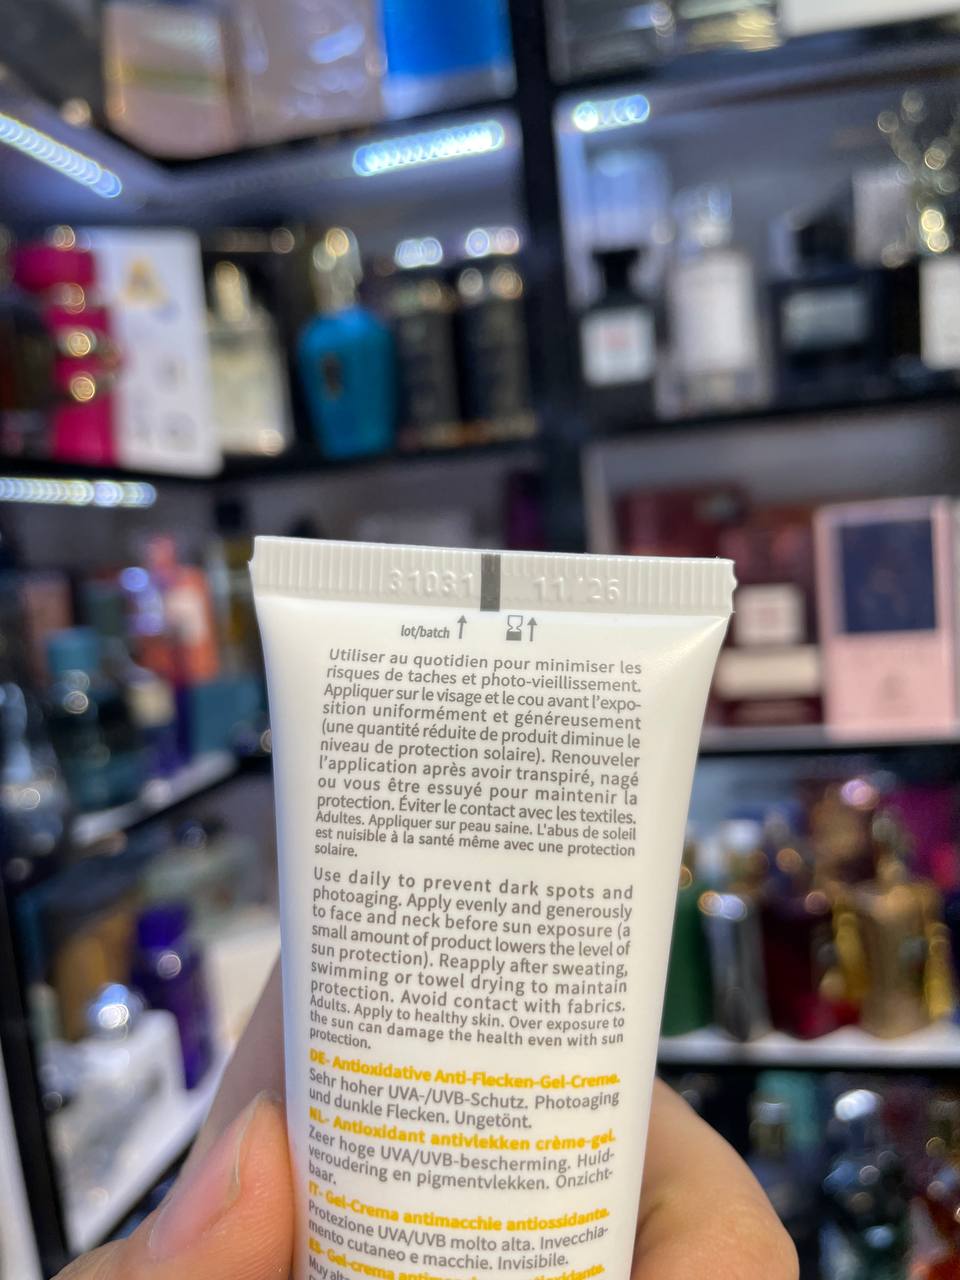 31031 11.'26
lot/batch
Utiliser au quotidien pour minimiser les
risques de taches et photo-vieillissement.
Appliquer sur le visage et le cou avant l'expo-
sition uniformément et généreusement
(une quantité réduite de produit diminue le
niveau de protection solaire). Renouveler
l'application après avoir transpiré, nagé
ou vous être essuyé pour maintenir la
protection. Éviter le contact avec les textiles.
Adultes. Appliquer sur peau saine. L'abus de soleil
est nuisible à la santé même avec une protection
solaire.
Use daily to prevent dark spots and
photoaging. Apply evenly and generously
to face and neck before sun exposure (a
small amount of product lowers the level of
sun protection). Reapply after sweating,
swimming or towel drying to maintain
protection. Avoid contact with fabrics.
Adults. Apply to healthy skin. Over exposure to
the sun can damage the health even with sun
protection.
DE- Antioxidative Anti-Flecken-Gel-Creme.
Sehr hoher UVA-/UVB-Schutz. Photoaging
und dunkle Flecken. Ungetönt.
NL- Antioxidant antivlekken crème-gel.
Zeer hoge UVA/UVB-bescherming. Huid-
veroudering en pigmentvlekken. Onzicht-
baar.
IT- Gel-Crema antimacchie antiossidante.
Protezione UVA/UVB molto alta. Invecchia-
mento cutaneo e macchie. Invisibile.
ES- Gel-crema
Muy